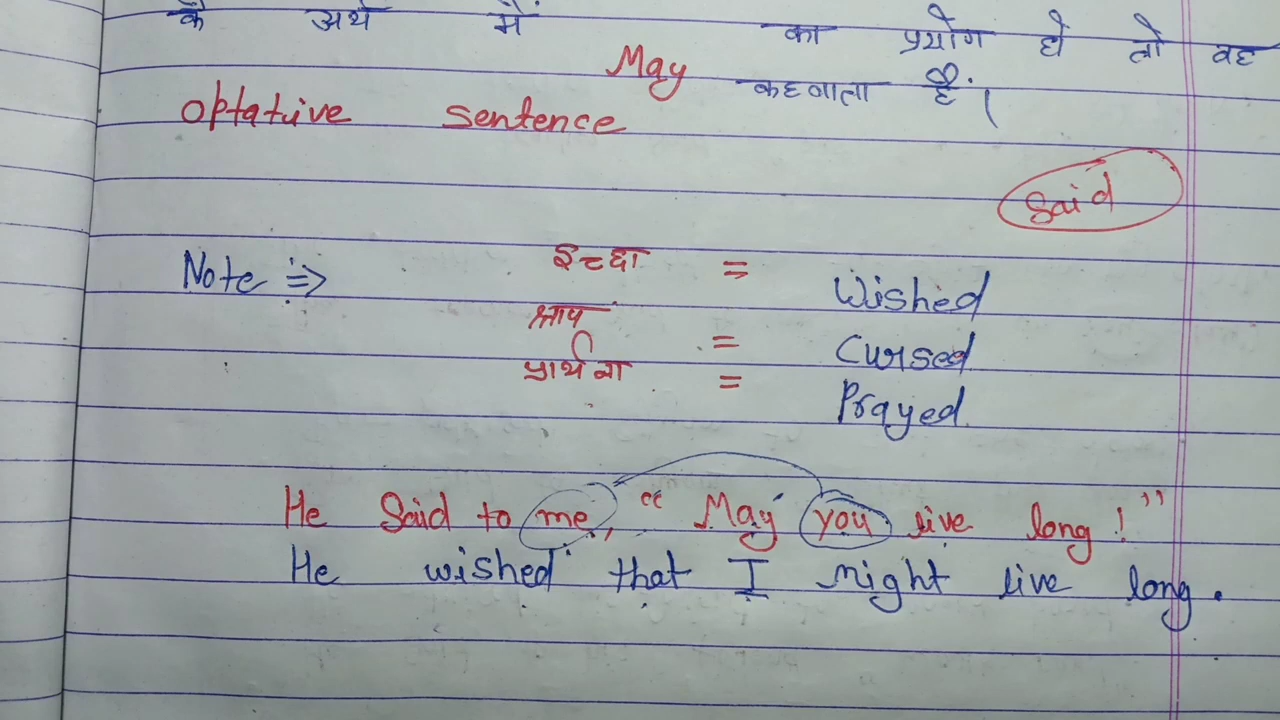 के अर्थ में May का प्रयोग हो तो वह
optative sentence कहलाता है।
Said
Note ⇒ इच्छा = Wished
श्राप = Cursed
प्रार्थना = Prayed
He Said to me, “May you live long!”
He wished that I might live long.